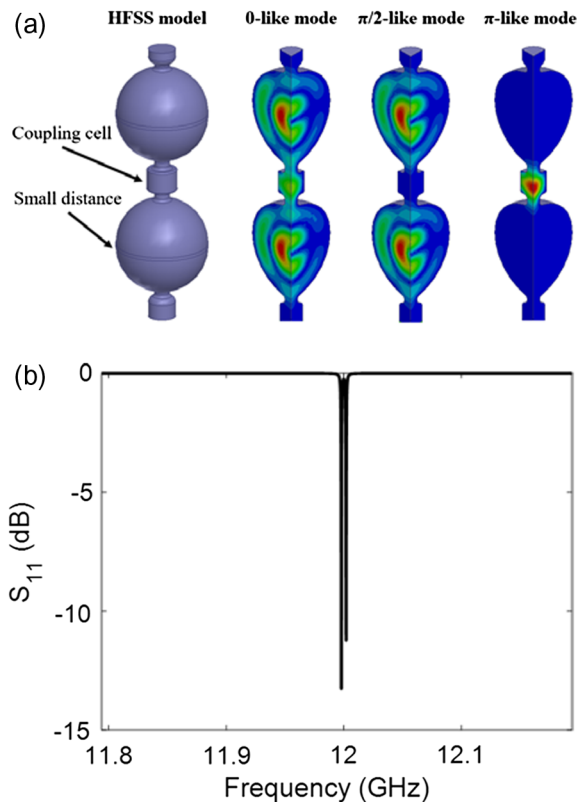 (a)
HFSS model 0-like mode π/2-like mode π-like mode
Coupling cell
Small distance
(b)
0
-5
-10
-15
S11 (dB)
11.8 11.9 12 12.1
Frequency (GHz)